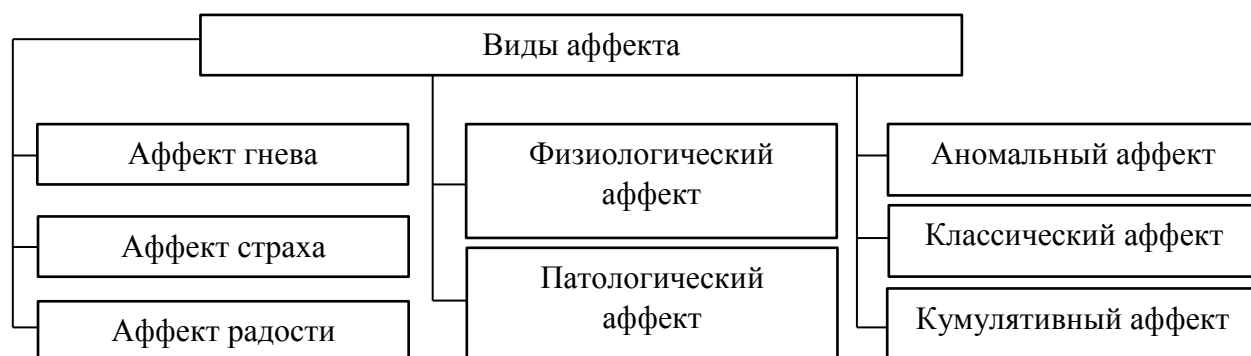 Виды аффекта
Аффект гнева
Аффект страха
Аффект радости
Физиологический
аффект
Патологический
аффект
Аномальный аффект
Классический аффект
Кумулятивный аффект